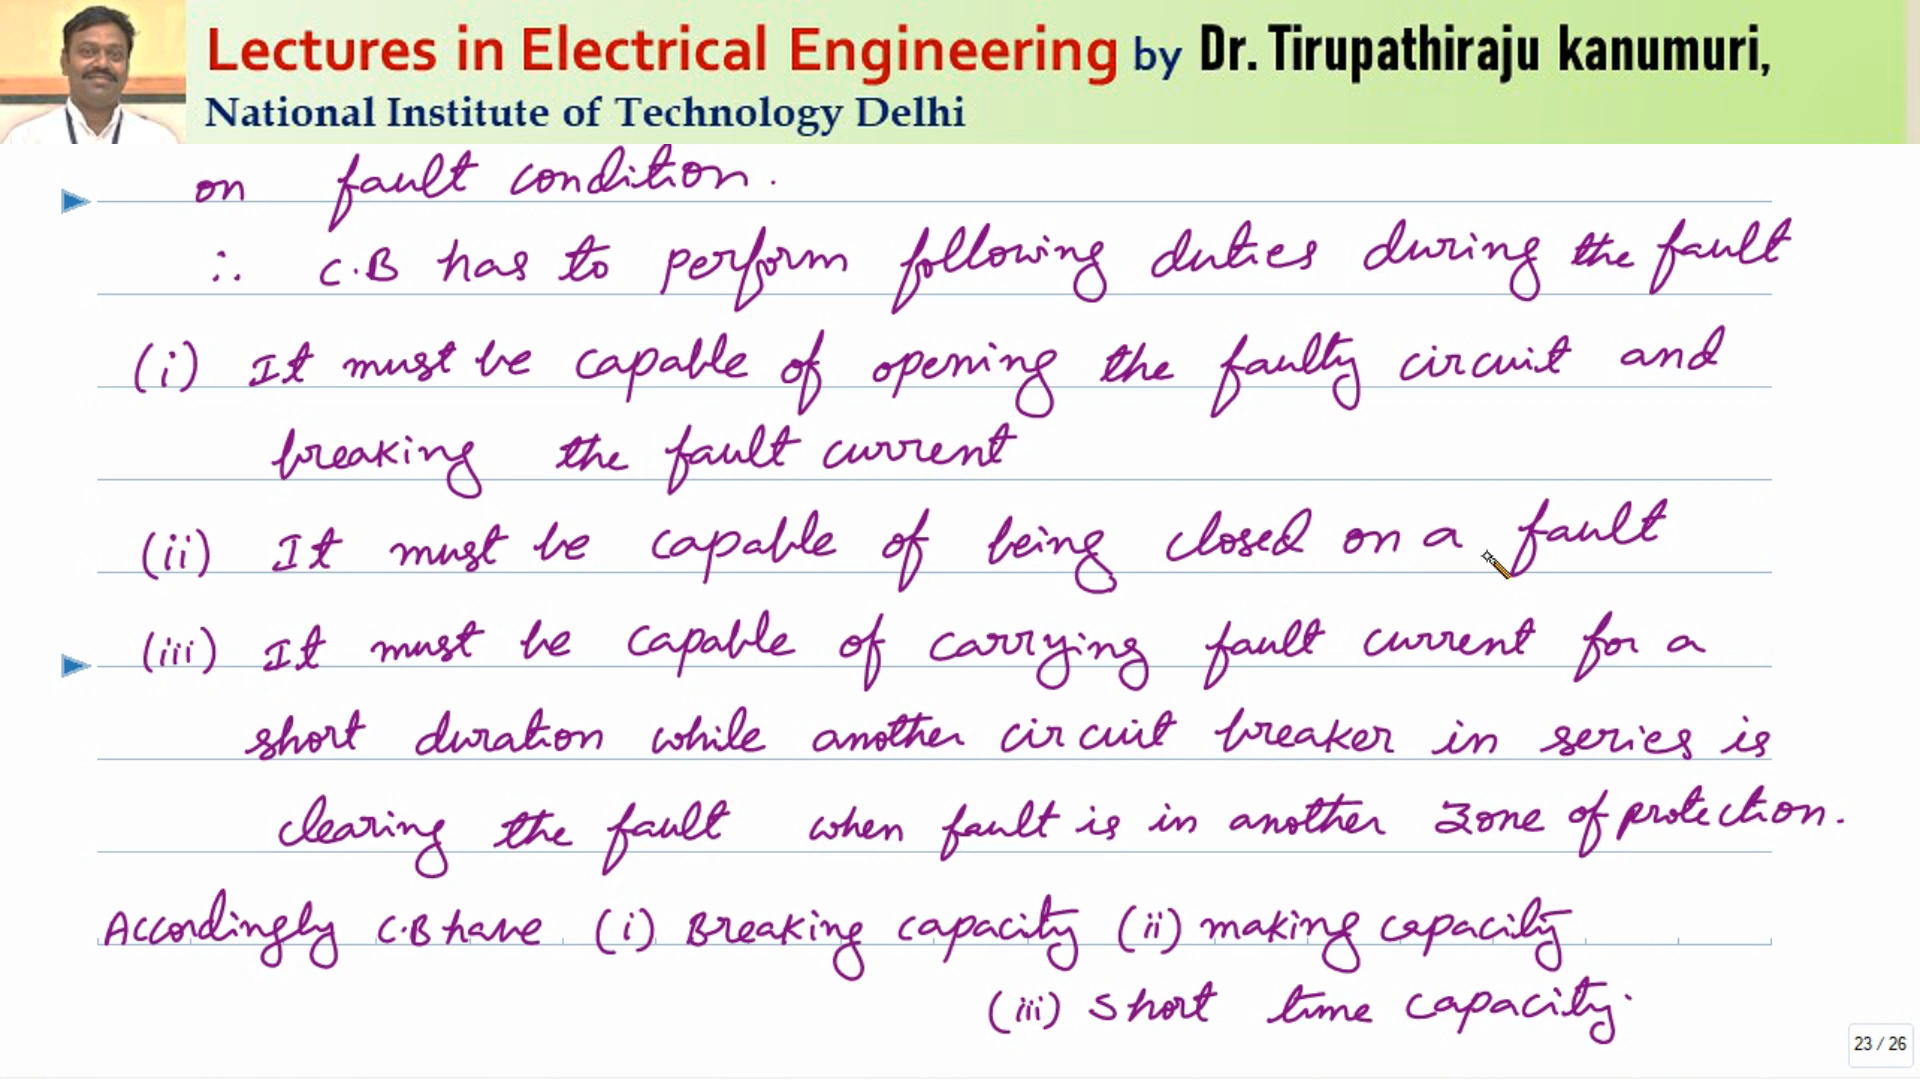 Lectures in Electrical Engineering by Dr. Tirupathiraju kanumuri,
National Institute of Technology Delhi
on fault condition.
∴ C.B has to perform following duties during the fault
(i) It must be capable of opening the faulty circuit and
breaking the fault current
(ii) It must be capable of being closed on a fault
(iii) It must be capable of carrying fault current for a
short duration while another circuit breaker in series is
clearing the fault when fault is in another zone of protection.
Accordingly C.B have (i) Breaking capacity (ii) making capacity
(iii) short time capacity.
23 / 26